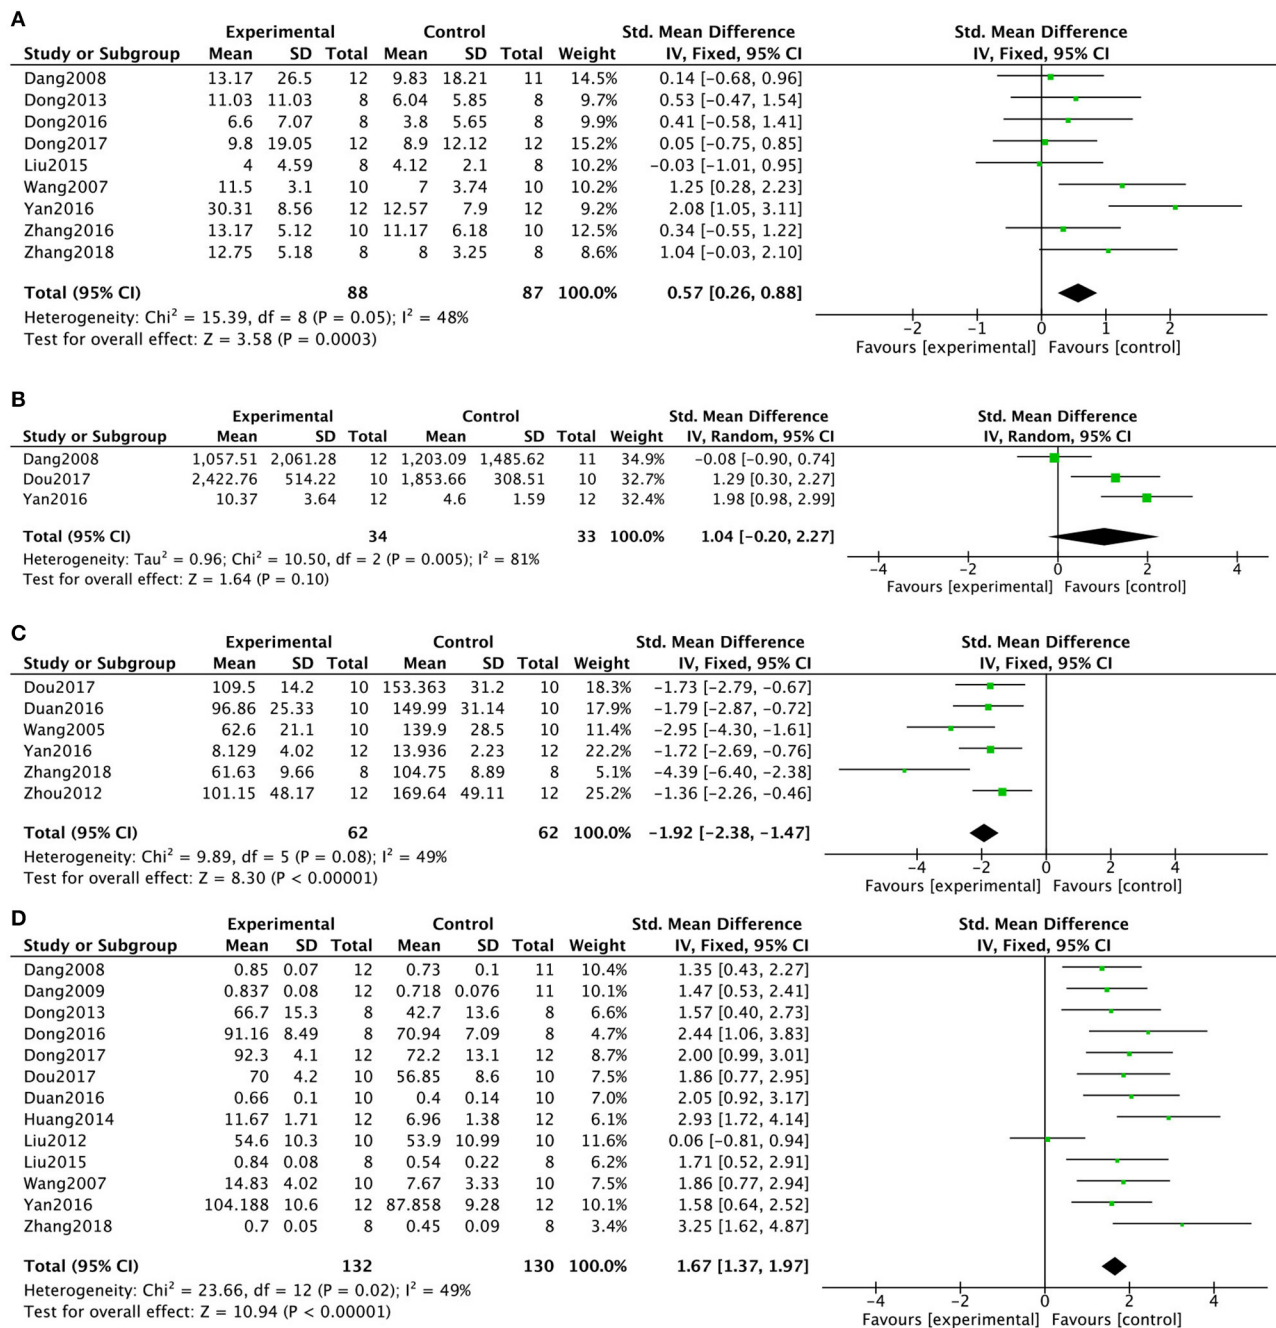 A
Experimental Control Std. Mean Difference Std. Mean Difference
Study or Subgroup Mean SD Total Mean SD Total Weight IV, Fixed, 95% CI IV, Fixed, 95% CI
Dang2008 13.17 26.5 12 9.83 18.21 11 14.5% 0.14 [−0.68, 0.96]
Dong2013 11.03 11.03 8 6.04 5.85 8 9.7% 0.53 [−0.47, 1.54]
Dong2016 6.6 7.07 8 3.8 5.65 8 9.9% 0.41 [−0.58, 1.41]
Dong2017 9.8 19.05 12 8.9 12.12 12 15.2% 0.05 [−0.75, 0.85]
Liu2015 4 4.59 8 4.12 2.1 8 10.2% −0.03 [−1.01, 0.95]
Wang2007 11.5 3.1 10 7 3.74 10 10.2% 1.25 [0.28, 2.23]
Yan2016 30.31 8.56 12 12.57 7.9 12 9.2% 2.08 [1.05, 3.11]
Zhang2016 13.17 5.12 10 11.17 6.18 10 12.5% 0.34 [−0.55, 1.22]
Zhang2018 12.75 5.18 8 8 3.25 8 8.6% 1.04 [−0.03, 2.10]
Total (95% CI) 88 87 100.0% 0.57 [0.26, 0.88]
Heterogeneity: Chi² = 15.39, df = 8 (P = 0.05); I² = 48%
Test for overall effect: Z = 3.58 (P = 0.0003)
−2 −1 0 1 2
Favours [experimental] Favours [control]
B
Experimental Control Std. Mean Difference Std. Mean Difference
Study or Subgroup Mean SD Total Mean SD Total Weight IV, Random, 95% CI IV, Random, 95% CI
Dang2008 1,057.51 2,061.28 12 1,203.09 1,485.62 11 34.9% −0.08 [−0.90, 0.74]
Dou2017 2,422.76 514.22 10 1,853.66 308.51 10 32.7% 1.29 [0.30, 2.27]
Yan2016 10.37 3.64 12 4.6 1.59 12 32.4% 1.98 [0.98, 2.99]
Total (95% CI) 34 33 100.0% 1.04 [−0.20, 2.27]
Heterogeneity: Tau² = 0.96; Chi² = 10.50, df = 2 (P = 0.005); I² = 81%
Test for overall effect: Z = 1.64 (P = 0.10)
−4 −2 0 2 4
Favours [experimental] Favours [control]
C
Experimental Control Std. Mean Difference Std. Mean Difference
Study or Subgroup Mean SD Total Mean SD Total Weight IV, Fixed, 95% CI IV, Fixed, 95% CI
Dou2017 109.5 14.2 10 153.363 31.2 10 18.3% −1.73 [−2.79, −0.67]
Duan2016 96.86 25.33 10 149.99 31.14 10 17.9% −1.79 [−2.87, −0.72]
Wang2005 62.6 21.1 10 139.9 28.5 10 11.4% −2.95 [−4.30, −1.61]
Yan2016 8.129 4.02 12 13.936 2.23 12 22.2% −1.72 [−2.69, −0.76]
Zhang2018 61.63 9.66 8 104.75 8.89 8 5.1% −4.39 [−6.40, −2.38]
Zhou2012 101.15 48.17 12 169.64 49.11 12 25.2% −1.36 [−2.26, −0.46]
Total (95% CI) 62 62 100.0% −1.92 [−2.38, −1.47]
Heterogeneity: Chi² = 9.89, df = 5 (P = 0.08); I² = 49%
Test for overall effect: Z = 8.30 (P < 0.00001)
−4 −2 0 2 4
Favours [experimental] Favours [control]
D
Experimental Control Std. Mean Difference Std. Mean Difference
Study or Subgroup Mean SD Total Mean SD Total Weight IV, Fixed, 95% CI IV, Fixed, 95% CI
Dang2008 0.85 0.07 12 0.73 0.1 11 10.4% 1.35 [0.43, 2.27]
Dang2009 0.837 0.08 12 0.718 0.076 11 10.1% 1.47 [0.53, 2.41]
Dong2013 66.7 15.3 8 42.7 13.6 8 6.6% 1.57 [0.40, 2.73]
Dong2016 91.16 8.49 8 70.94 7.09 8 4.7% 2.44 [1.06, 3.83]
Dong2017 92.3 4.1 12 72.2 13.1 12 8.7% 2.00 [0.99, 3.01]
Dou2017 70 4.2 10 56.85 8.6 10 7.5% 1.86 [0.77, 2.95]
Duan2016 0.66 0.1 10 0.4 0.14 10 7.0% 2.05 [0.92, 3.17]
Huang2014 11.67 1.71 12 6.96 1.38 12 6.1% 2.93 [1.72, 4.14]
Liu2012 54.6 10.3 10 53.9 10.99 10 11.6% 0.06 [−0.81, 0.94]
Liu2015 0.84 0.08 8 0.54 0.22 8 6.2% 1.71 [0.52, 2.91]
Wang2007 14.83 4.02 10 7.67 3.33 10 7.5% 1.86 [0.77, 2.94]
Yan2016 104.188 10.6 12 87.858 9.28 12 10.1% 1.58 [0.64, 2.52]
Zhang2018 0.7 0.05 8 0.45 0.09 8 3.4% 3.25 [1.62, 4.87]
Total (95% CI) 132 130 100.0% 1.67 [1.37, 1.97]
Heterogeneity: Chi² = 23.66, df = 12 (P = 0.02); I² = 49%
Test for overall effect: Z = 10.94 (P < 0.00001)
−4 −2 0 2 4
Favours [experimental] Favours [control]